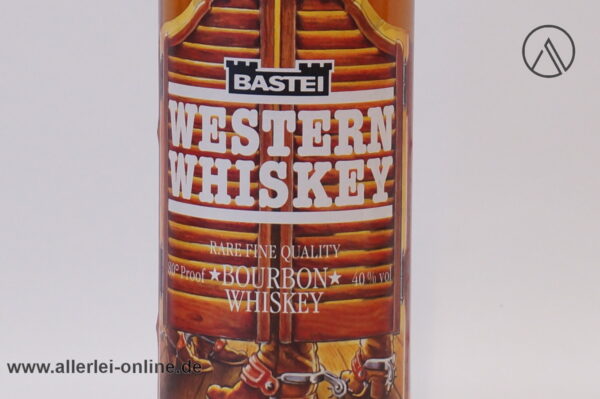 BASTEI
WESTERN
WHISKEY
RARE FINE QUALITY
80° Proof ★BOURBON★ 40% vol
WHISKEY
www.allerlei-online.de